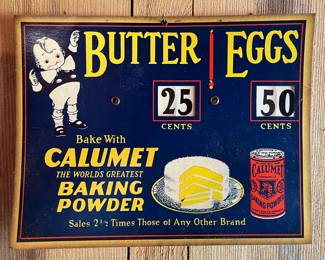 BUTTER EGGS
25 50
CENTS CENTS
Bake With
CALUMET
THE WORLD'S GREATEST
BAKING
POWDER
CALUMET
BAKING POWDER
Sales 2½ Times Those of Any Other Brand